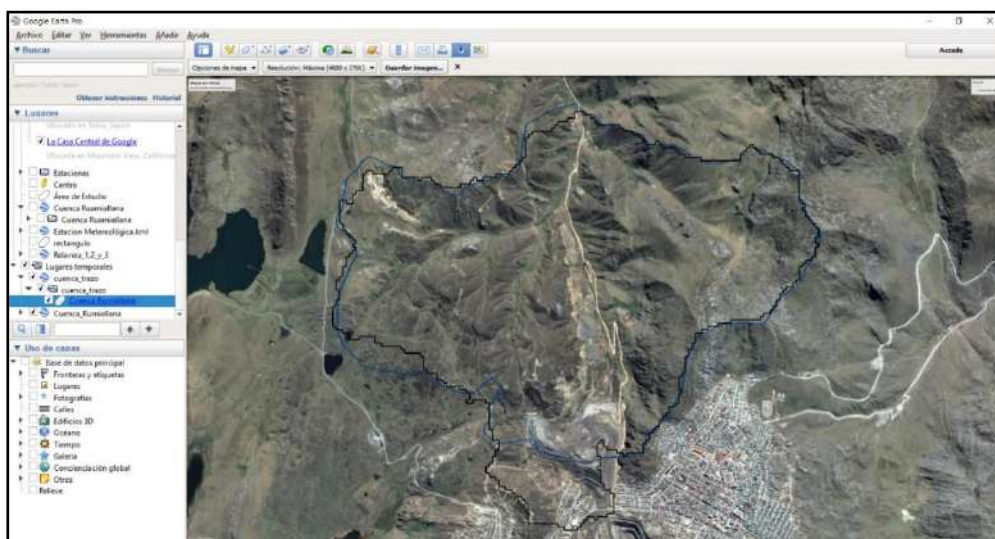 Google Earth Pro
Archivo Editar Ver Herramientas Añadir Ayuda
Buscar
Buscar
Obtener instrucciones Historial
Opciones de mapa Resolución: Máxima
Guardar imagen...
Accede
Lugares
La Casa Central de Google
Estaciones
Centro
Área de Estudio
Cuenca Ruamiallana
Cuenca Ruamiallana
Estacion Metereológica.kml
rectangulo
Relavera_1,2_y_3
Lugares temporales
cuenca_trazo
cuenca_trazo
Cuenca Rumiallana
Cuenca_Rumiallana
Uso de capas
Base de datos principal
Fronteras y etiquetas
Lugares
Fotografías
Calles
Edificios 3D
Océano
Tiempo
Galería
Concienciación global
Otros
Relieve